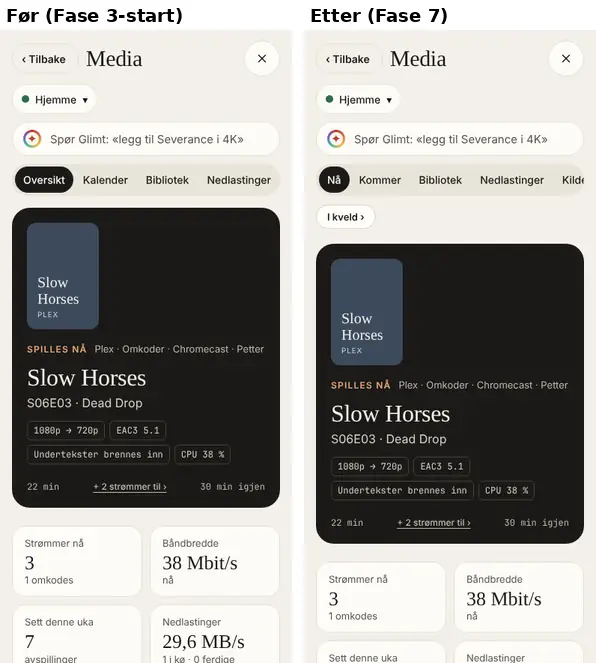 Før (Fase 3-start)
‹ Tilbake Media ×
Hjemme ▾
Spør Glimt: «legg til Severance i 4K»
Oversikt Kalender Bibliotek Nedlastinger
Slow
Horses
PLEX
SPILLES NÅ Plex · Omkoder · Chromecast · Petter
Slow Horses
S06E03 · Dead Drop
1080p → 720p EAC3 5.1
Undertekster brennes inn CPU 38 %
22 min + 2 strømmer til › 30 min igjen
Strømmer nå
3
1 omkodes
Båndbredde
38 Mbit/s
nå
Sett denne uka
7
avspillinger
Nedlastinger
29,6 MB/s
1 i kø · 0 ferdige
Etter (Fase 7)
‹ Tilbake Media ×
Hjemme ▾
Spør Glimt: «legg til Severance i 4K»
Nå Kommer Bibliotek Nedlastinger Kilde
I kveld ›
Slow
Horses
PLEX
SPILLES NÅ Plex · Omkoder · Chromecast · Petter
Slow Horses
S06E03 · Dead Drop
1080p → 720p EAC3 5.1
Undertekster brennes inn CPU 38 %
22 min + 2 strømmer til › 30 min igjen
Strømmer nå
3
1 omkodes
Båndbredde
38 Mbit/s
nå
Sett denne uka
Nedlastinger